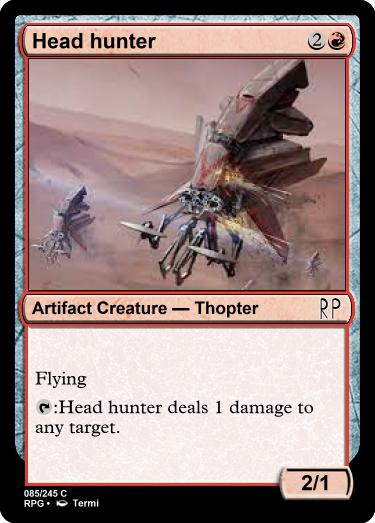 Head hunter 2
Artifact Creature — Thopter RP
Flying
:Head hunter deals 1 damage to
any target.
2/1
085/245 C
RPG • Termi